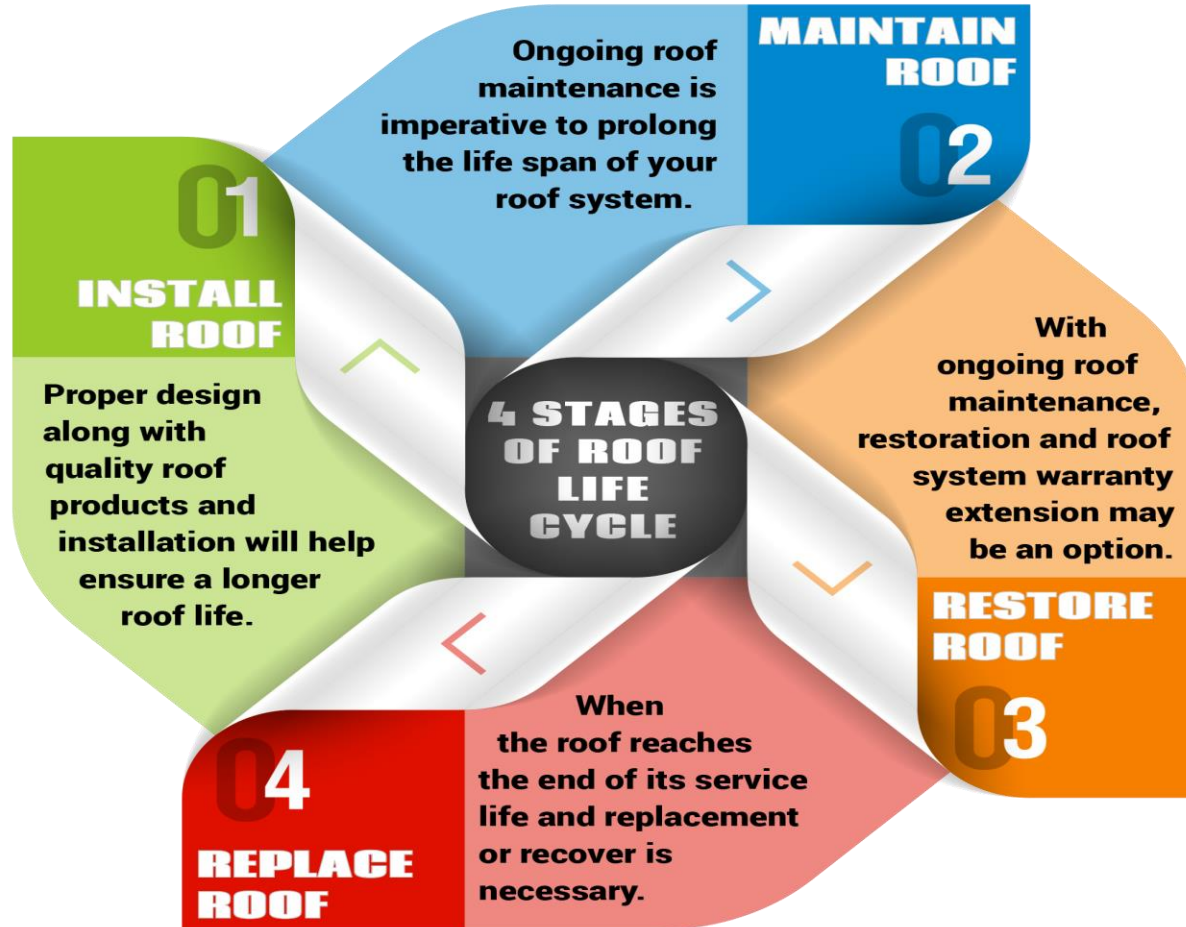 4 STAGES
OF ROOF
LIFE
CYCLE
01
INSTALL
ROOF
Proper design
along with
quality roof
products and
installation will help
ensure a longer
roof life.
MAINTAIN
ROOF
02
Ongoing roof
maintenance is
imperative to prolong
the life span of your
roof system.
With
ongoing roof
maintenance,
restoration and roof
system warranty
extension may
be an option.
RESTORE
ROOF
03
04
REPLACE
ROOF
When
the roof reaches
the end of its service
life and replacement
or recover is
necessary.